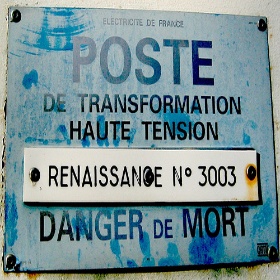 ELECTRICITE DE FRANCE
POSTE
DE TRANSFORMATION
HAUTE TENSION
RENAISSANCE N° 3003
DANGER DE MORT